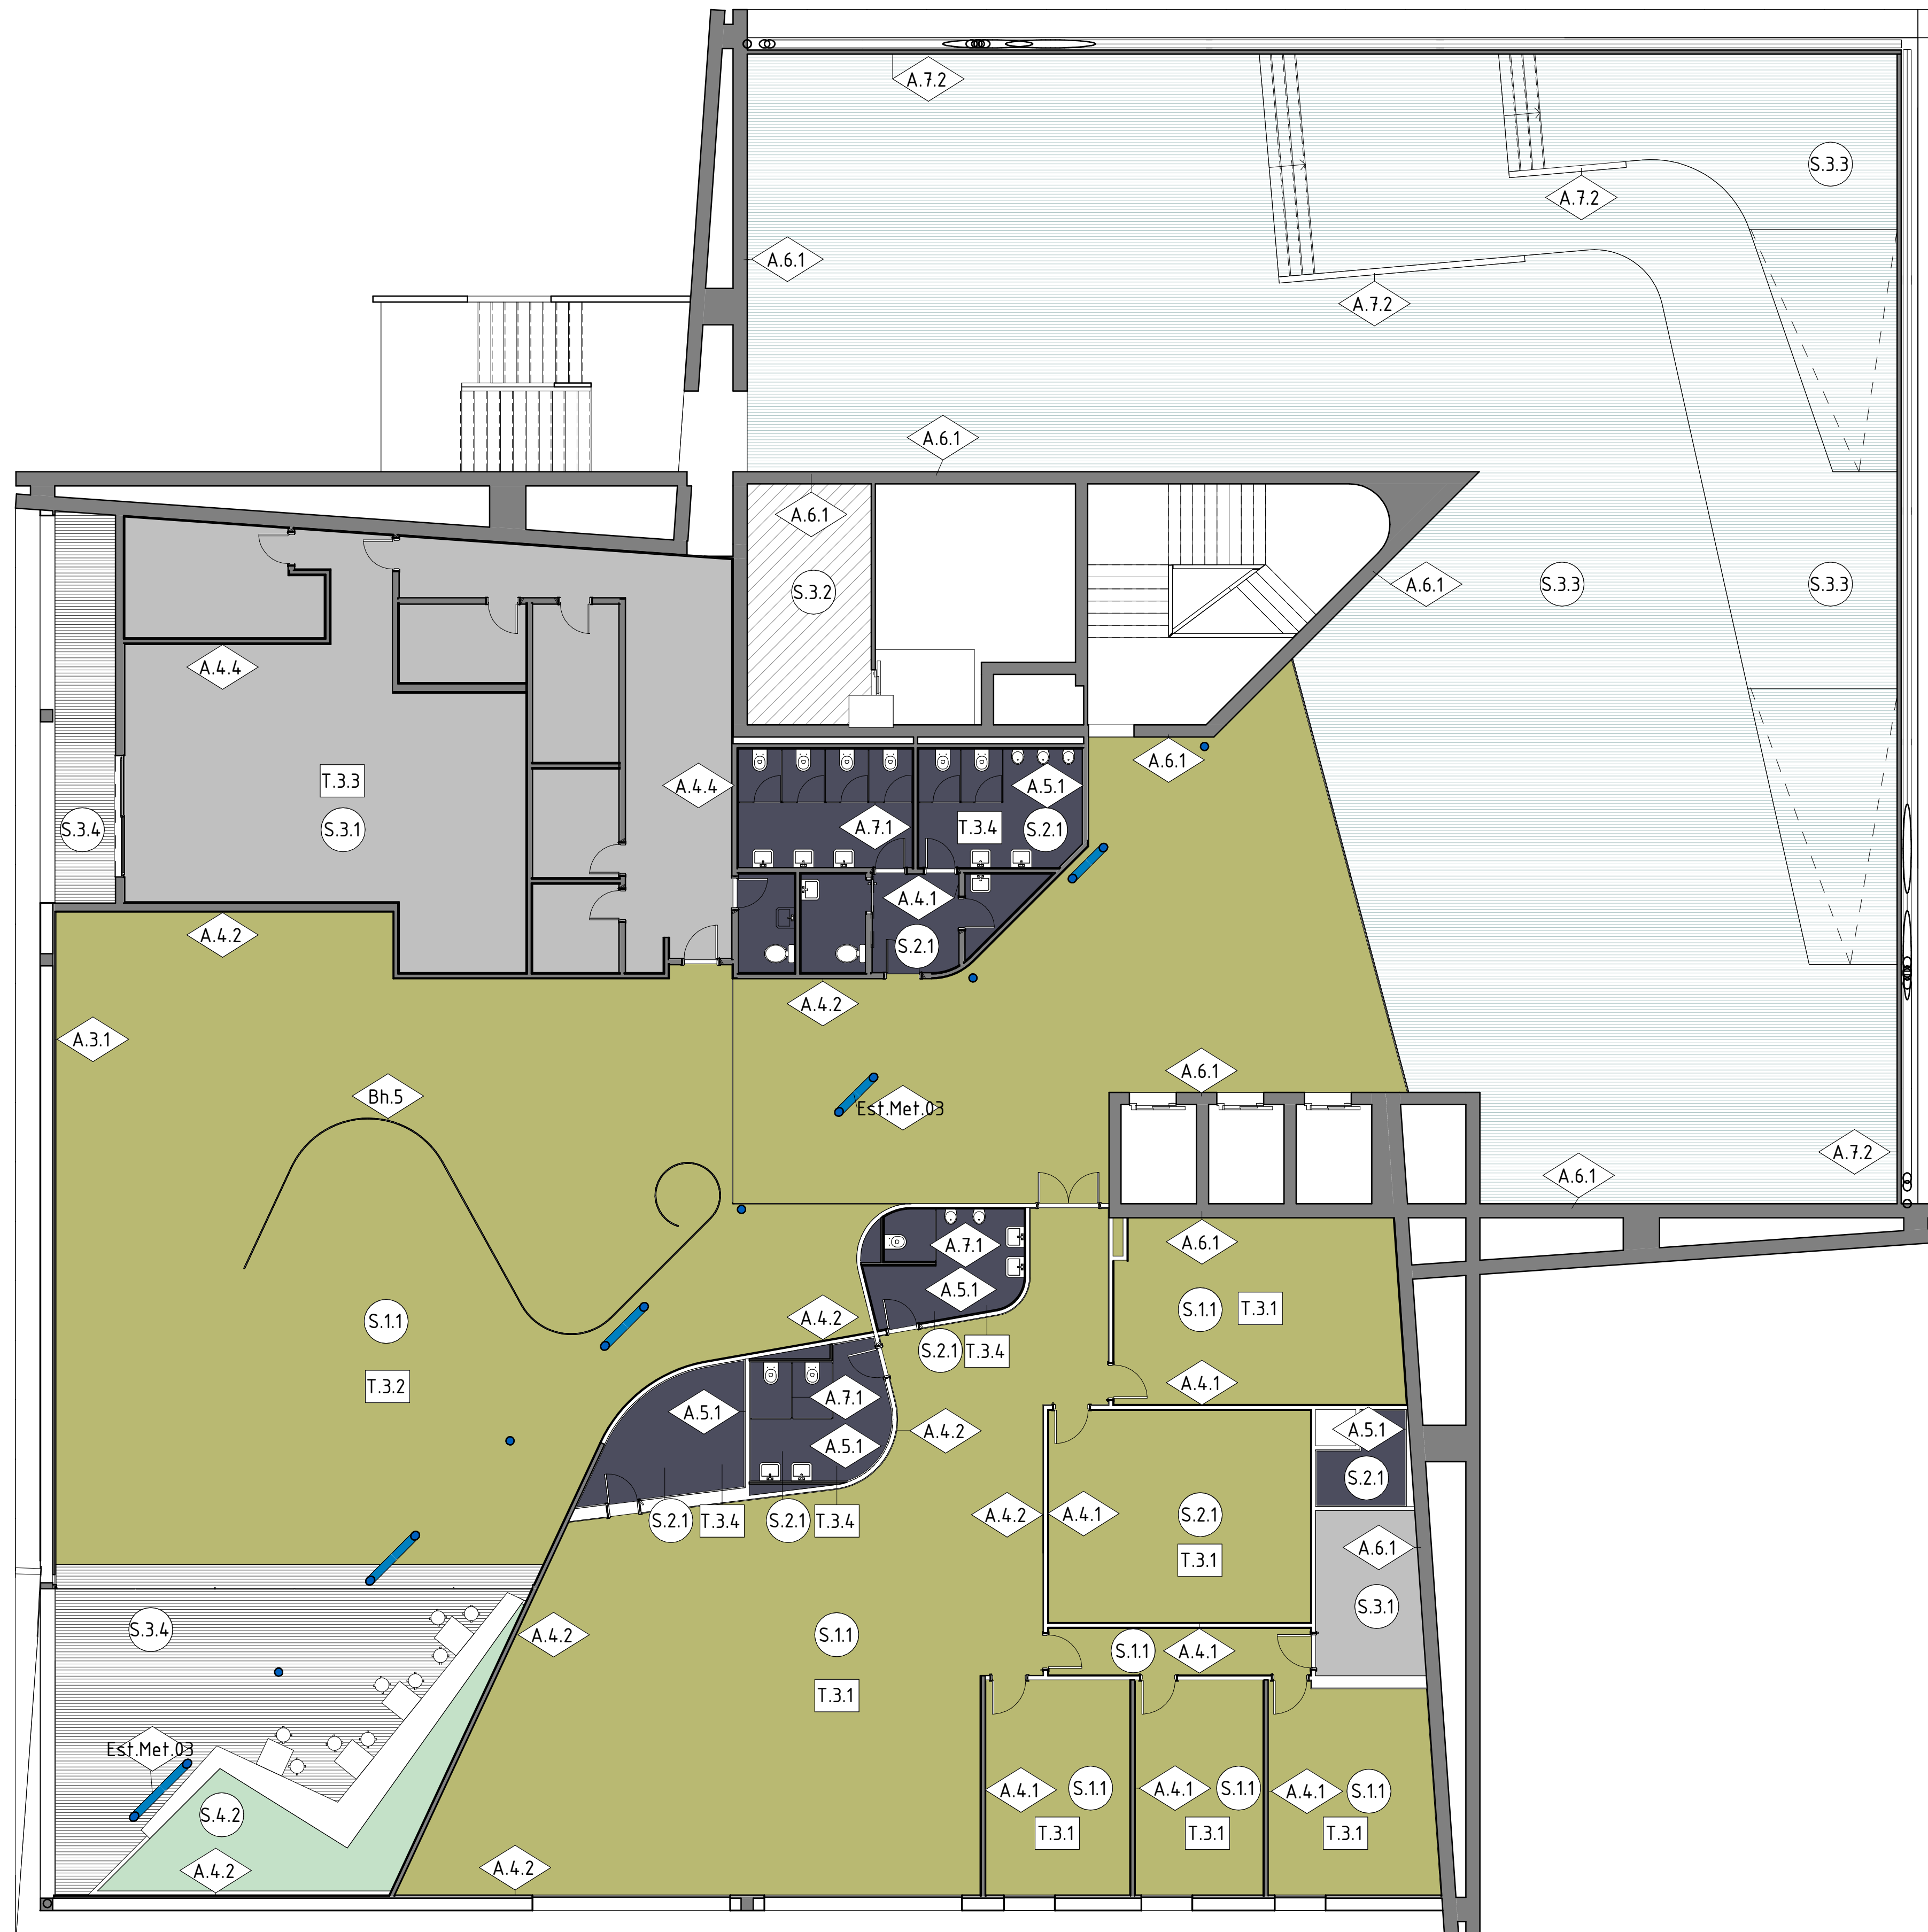 A.7.2
S.3.3
A.7.2
A.6.1
A.7.2
A.6.1
A.6.1
S.3.2
A.6.1
S.3.3
S.3.3
A.4.4
T.3.3
A.4.4
A.6.1
A.5.1
S.3.4
S.3.1
A.7.1
T.3.4
S.2.1
A.4.1
A.4.2
S.2.1
A.4.2
A.3.1
A.6.1
Bh.5
Est.Met.03
A.7.2
A.6.1
A.7.1
A.6.1
A.5.1
S.1.1
T.3.1
S.1.1
A.4.2
S.2.1
T.3.4
T.3.2
A.4.1
A.7.1
A.5.1
A.4.2
A.5.1
A.5.1
S.2.1
S.2.1
T.3.4
S.2.1
T.3.4
A.4.2
A.4.1
S.2.1
A.6.1
T.3.1
S.3.1
S.3.4
A.4.2
S.1.1
S.1.1
A.4.1
T.3.1
Est.Met.03
A.4.1
S.1.1
A.4.1
S.1.1
A.4.1
S.1.1
S.4.2
T.3.1
T.3.1
T.3.1
A.4.2
A.4.2